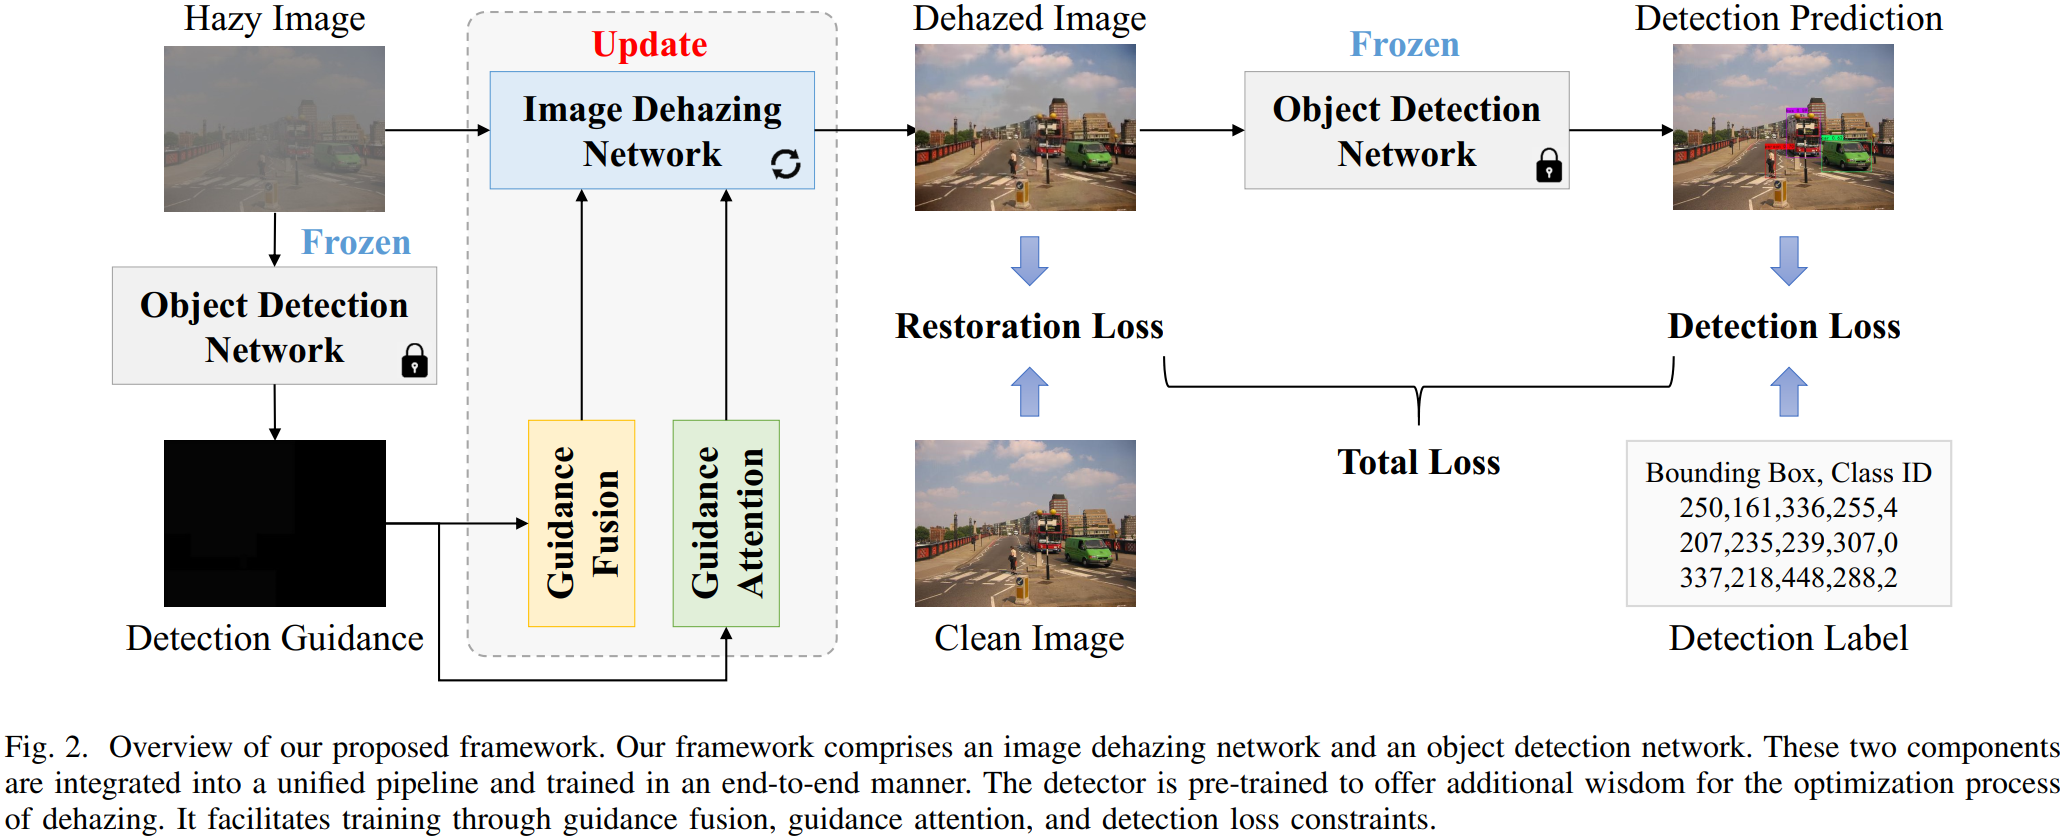 Hazy Image
Update
Dehazed Image
Frozen
Detection Prediction
Image Dehazing
Network
Object Detection
Network
Frozen
Object Detection
Network
Restoration Loss
Detection Loss
Guidance
Fusion
Guidance
Attention
Total Loss
Bounding Box, Class ID
250,161,336,255,4
207,235,239,307,0
337,218,448,288,2
Detection Guidance
Clean Image
Detection Label
Fig. 2. Overview of our proposed framework. Our framework comprises an image dehazing network and an object detection network. These two components
are integrated into a unified pipeline and trained in an end-to-end manner. The detector is pre-trained to offer additional wisdom for the optimization process
of dehazing. It facilitates training through guidance fusion, guidance attention, and detection loss constraints.